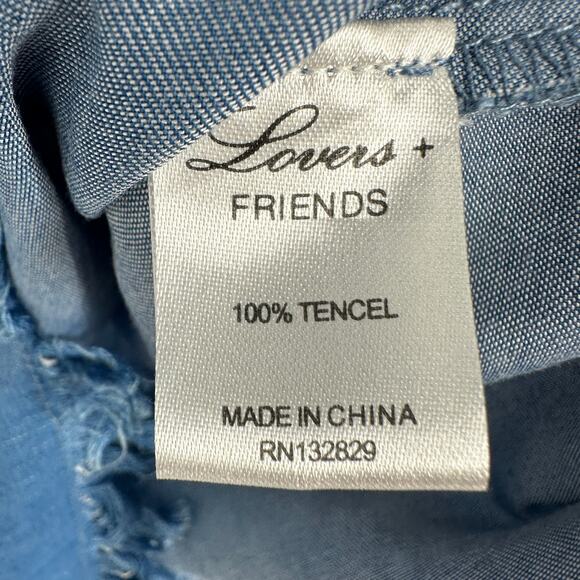 Lovers +
FRIENDS
100% TENCEL
MADE IN CHINA
RN132829